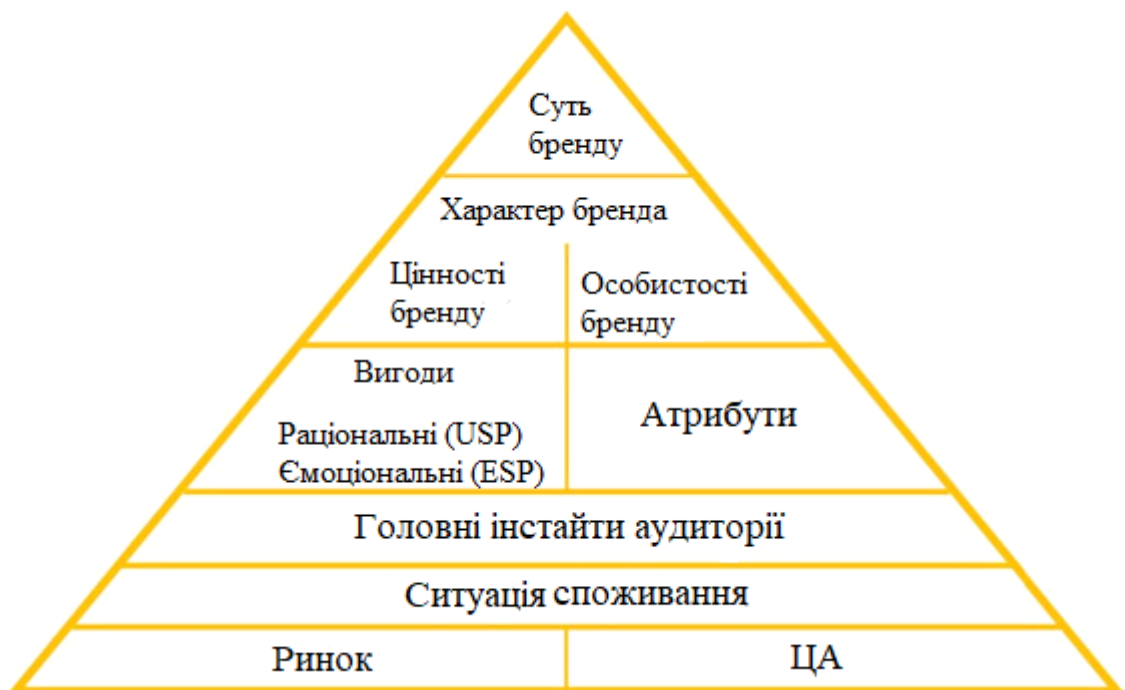 Суть
бренду
Характер бренда
Цінності
бренду
Особистості
бренду
Вигоди
Раціональні (USP)
Ємоціональні (ESP)
Атрибути
Головні інстайти аудиторії
Ситуація споживання
Ринок
ЦА